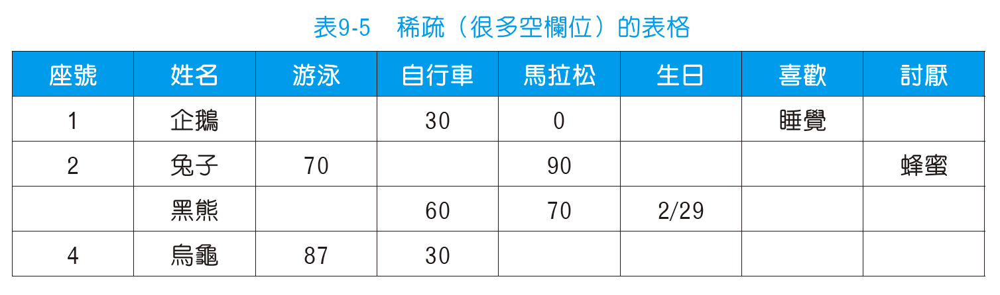 表9-5 稀疏（很多空欄位）的表格
座號 姓名 游泳 自行車 馬拉松 生日 喜歡 討厭
1 企鵝 30 0 睡覺
2 兔子 70 90 蜂蜜
黑熊 60 70 2/29
4 烏龜 87 30